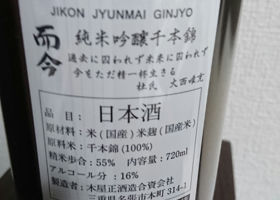 JIKON JYUNMAI GINJYO
而今
純米吟醸千本錦
過去に囚われず未来に囚われず
今をただ精一杯生きる
杜氏 大西唯克
品目：日本酒
原材料：米（国産）米麹（国産米）
原料米：千本錦（100%）
精米歩合：55% 内容量：720ml
アルコール分：16%
製造者：木屋正酒造合資会社
三重県名張市本町314-1